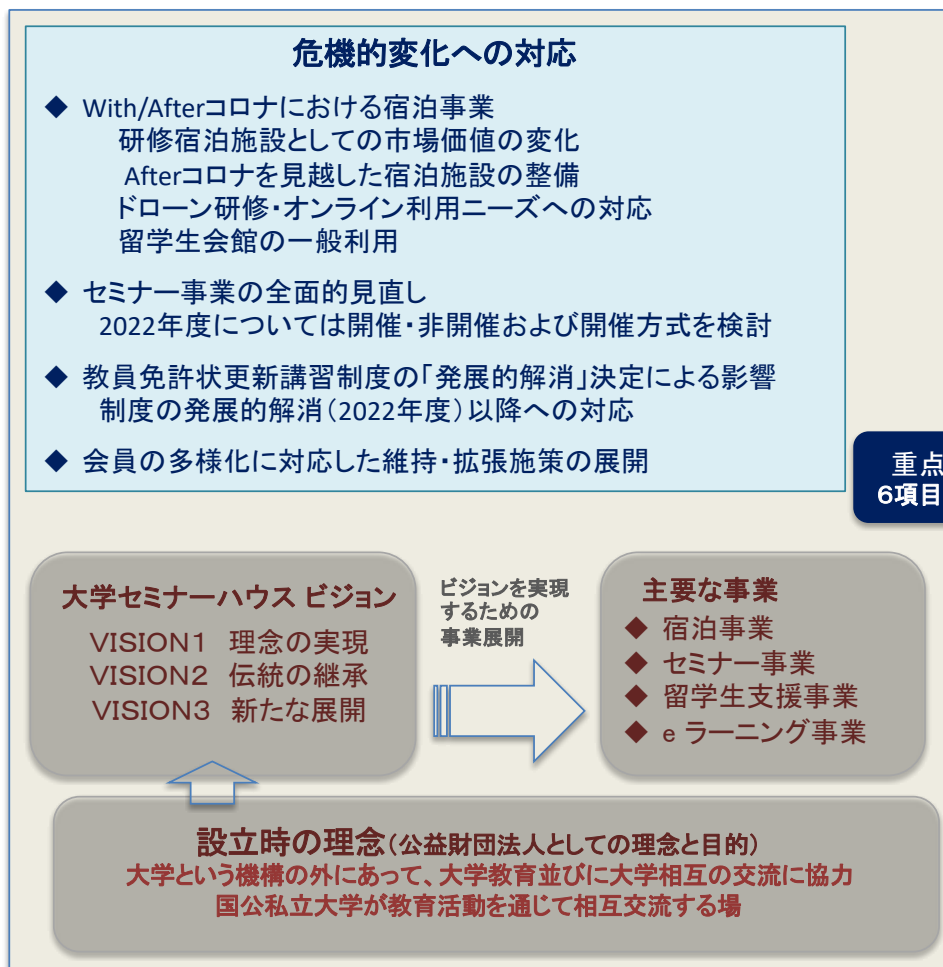 危機的変化への対応
◆ With/Afterコロナにおける宿泊事業
研修宿泊施設としての市場価値の変化
Afterコロナを見越した宿泊施設の整備
ドローン研修・オンライン利用ニーズへの対応
留学生会館の一般利用
◆ セミナー事業の全面的見直し
2022年度については開催・非開催および開催方式を検討
◆ 教員免許状更新講習制度の「発展的解消」決定による影響
制度の発展的解消(2022年度)以降への対応
◆ 会員の多様化に対応した維持・拡張施策の展開
重点
6項目
大学セミナーハウス ビジョン
VISION1 理念の実現
VISION2 伝統の継承
VISION3 新たな展開
ビジョンを実現
するための
事業展開
主要な事業
◆ 宿泊事業
◆ セミナー事業
◆ 留学生支援事業
◆ e ラーニング事業
設立時の理念(公益財団法人としての理念と目的)
大学という機構の外にあって、大学教育並びに大学相互の交流に協力
国公私立大学が教育活動を通じて相互交流する場